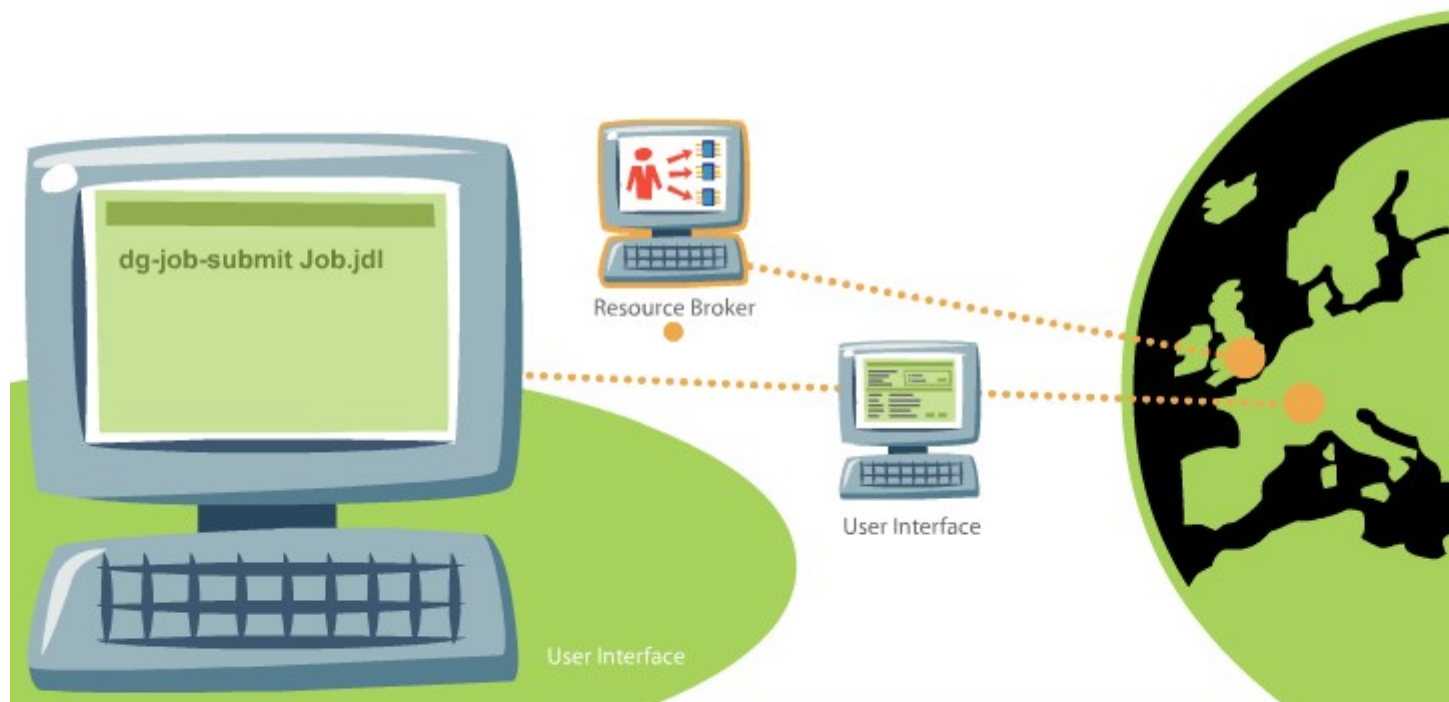 dg-job-submit Job.jdl
Resource Broker
User Interface
User Interface